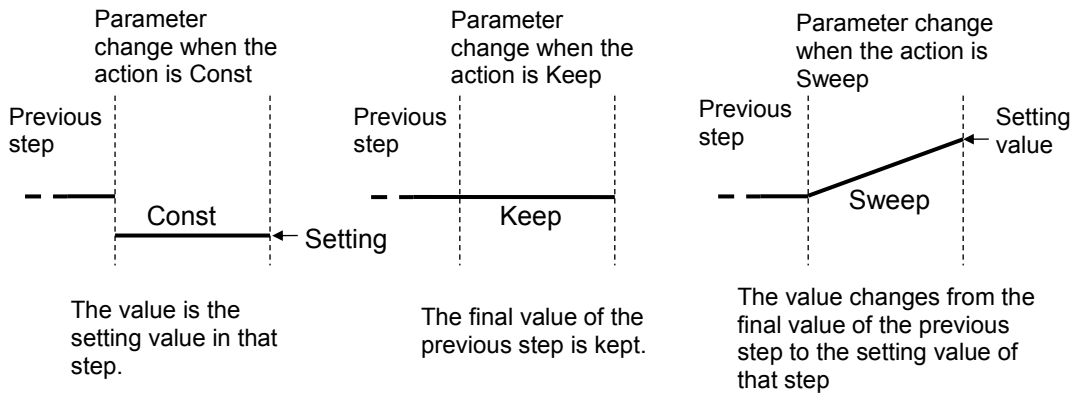 Parameter
change when the
action is Const
Previous
step
Const
Setting
The value is the
setting value in that
step.
Parameter
change when the
action is Keep
Keep
The final value of the
previous step is kept.
Parameter change
when the action is
Sweep
Previous
step
Setting
value
Sweep
The value changes from the
final value of the previous
step to the setting value of
that step